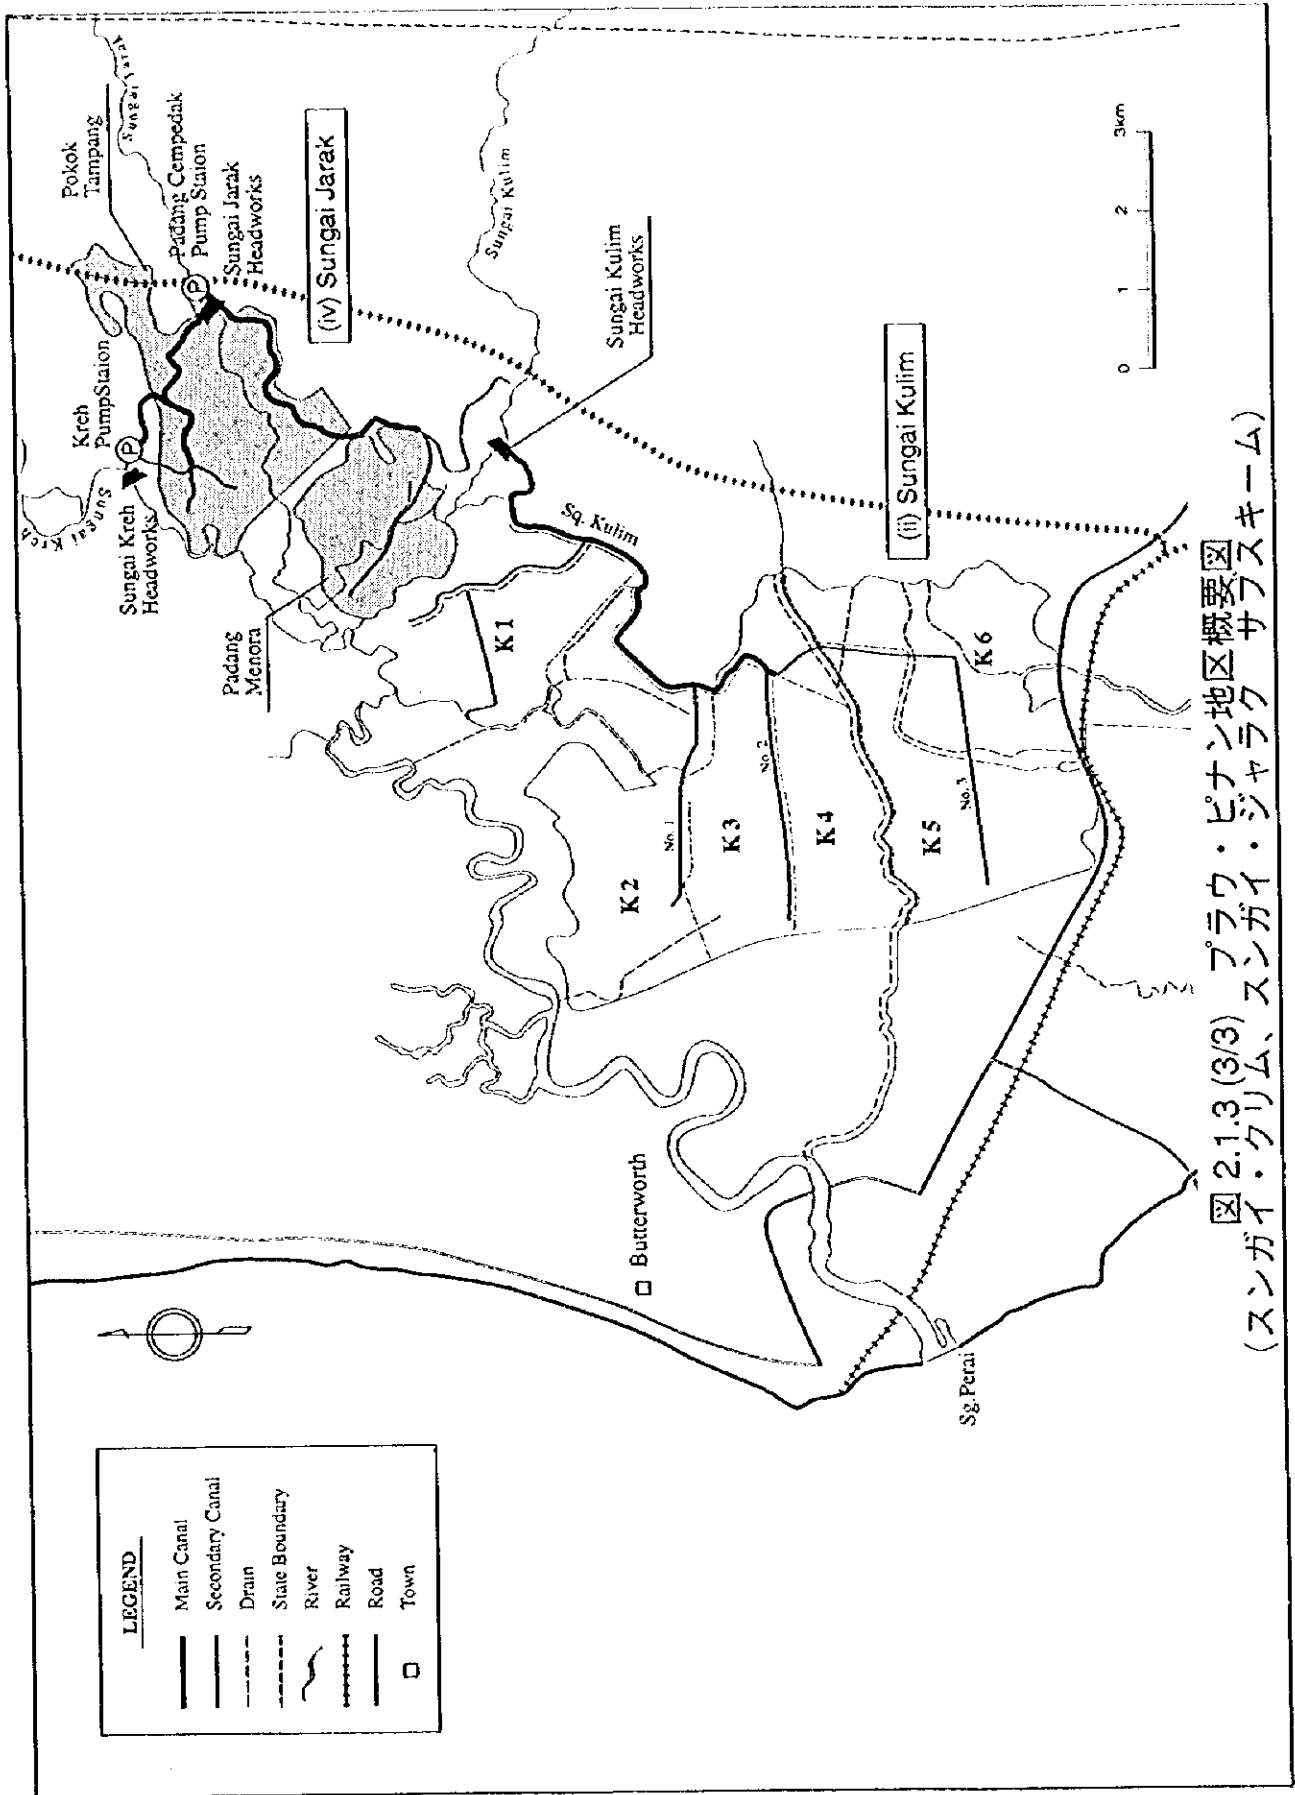 Pokok
Tampang
Sungai Jarak
Padang Cempedak
Pump Staion
Sungai Jarak
Headworks
(iv) Sungai Jarak
Kreh
PumpStaion
P
P
Sungai Kreh
Sungai Kreh
Headworks
Padang
Menora
Sungai Kulim
Sungai Kulim
Headworks
Sq. Kulim
(ii) Sungai Kulim
K1
K2
K3
K4
K5
K6
No. 1
No. 2
No. 3
0 1 2 3km
Butterworth
Sg.Perai
LEGEND
Main Canal
Secondary Canal
Drain
State Boundary
River
Railway
Road
Town
図 2.1.3 (3/3) プラウ・ピナン地区概要図
(スンガイ・クリム、スンガイ・ジャラク サブスキーム)